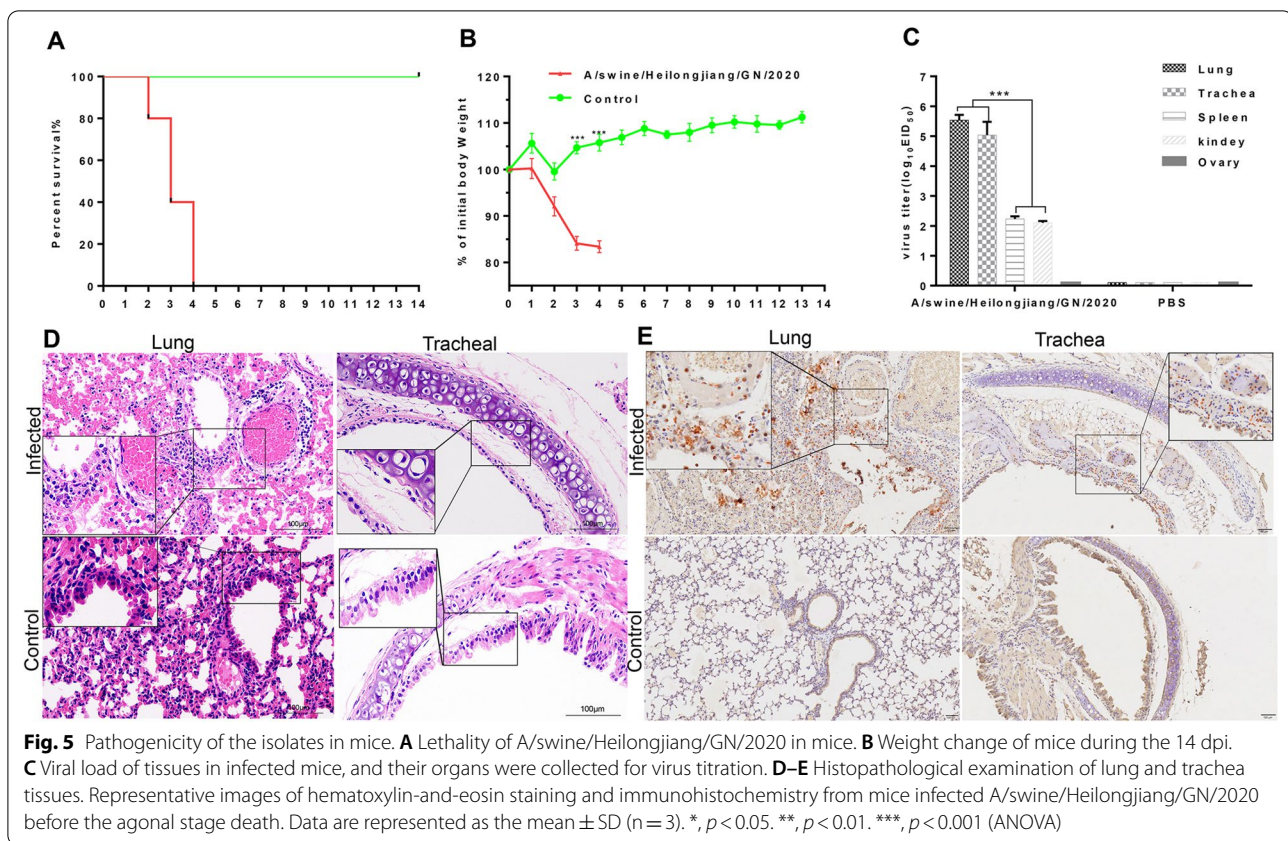 A
Percent survival%
100
80
60
40
20
0
0 1 2 3 4 5 6 7 8 9 10 11 12 13 14
B
% of initial body Weight
A/swine/Heilongjiang/GN/2020
Control
120
110
100
90
80
*** ***
0 1 2 3 4 5 6 7 8 9 10 11 12 13 14
C
virus titer(log10EID50)
7
6
5
4
3
2
1
0
***
Lung
Trachea
Spleen
kindey
Ovary
A/swine/Heilongjiang/GN/2020 PBS
D
Lung Tracheal
Infected
100μm 100μm
Control
100μm 100μm
E
Lung Trachea
Infected
Control
Fig. 5 Pathogenicity of the isolates in mice. A Lethality of A/swine/Heilongjiang/GN/2020 in mice. B Weight change of mice during the 14 dpi.
C Viral load of tissues in infected mice, and their organs were collected for virus titration. D–E Histopathological examination of lung and trachea
tissues. Representative images of hematoxylin-and-eosin staining and immunohistochemistry from mice infected A/swine/Heilongjiang/GN/2020
before the agonal stage death. Data are represented as the mean ± SD (n = 3). *, p < 0.05. **, p < 0.01. ***, p < 0.001 (ANOVA)